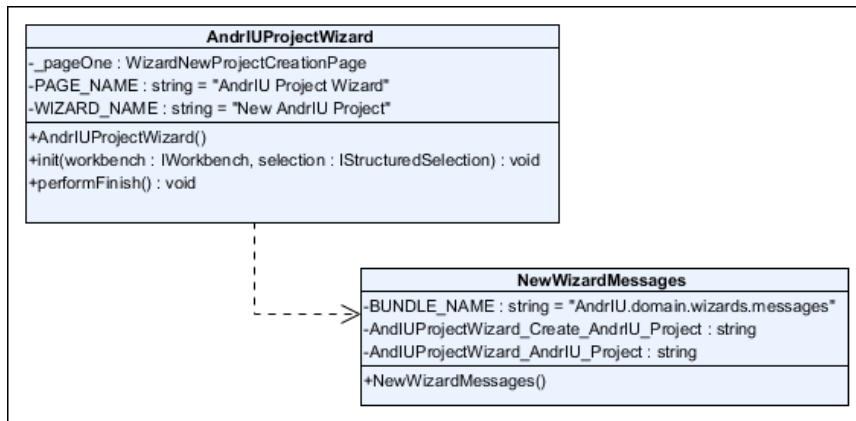 AndrIUProjectWizard
-_pageOne : WizardNewProjectCreationPage
-PAGE_NAME : string = "AndrIU Project Wizard"
-WIZARD_NAME : string = "New AndrIU Project"
+AndrIUProjectWizard()
+init(workbench : IWorkbench, selection : IStructuredSelection) : void
+performFinish() : void
NewWizardMessages
-BUNDLE_NAME : string = "AndrIU.domain.wizards.messages"
-AndIUProjectWizard_Create_AndrIU_Project : string
-AndIUProjectWizard_AndrIU_Project : string
+NewWizardMessages()